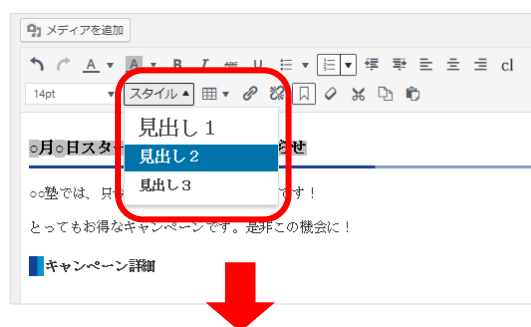 メディアを追加
A A B I ABC U cl
14pt スタイル
見出し１
見出し２
見出し３
○月○日スタ せ
○○塾では、只 です！
とってもお得なキャンペーンです。是非この機会に！
キャンペーン詳細